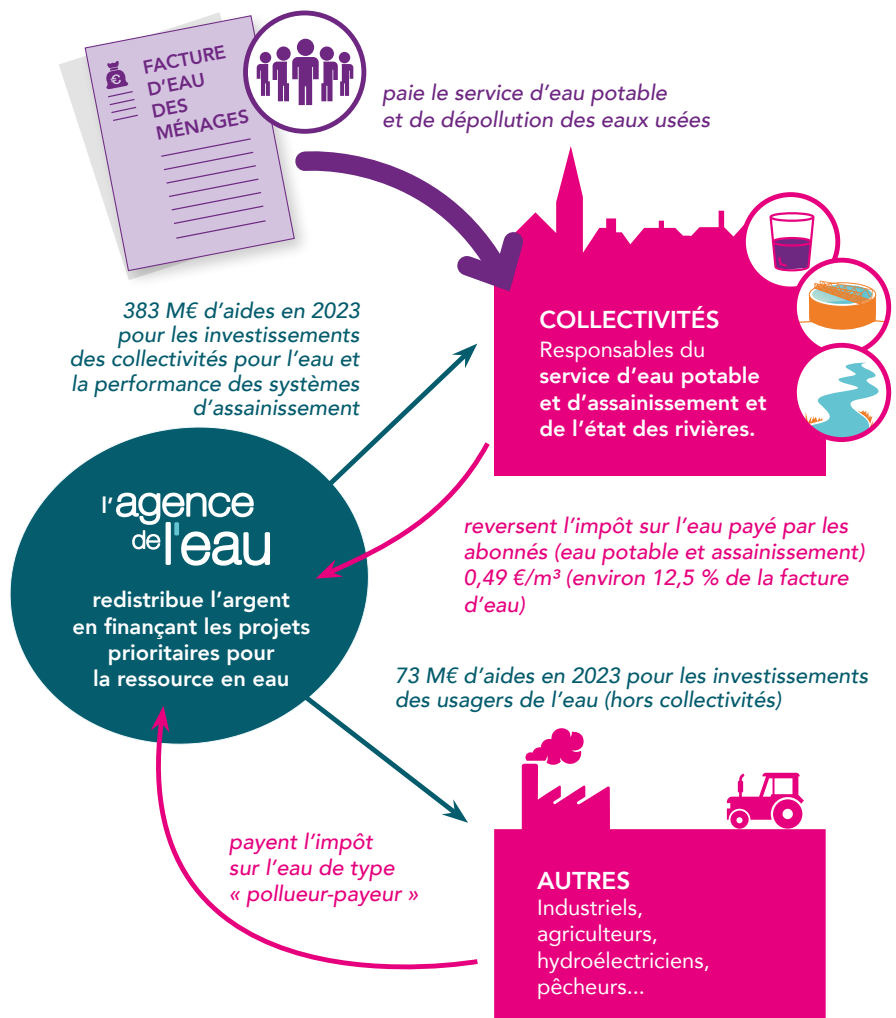 FACTURE
D'EAU
DES
MÉNAGES
paie le service d'eau potable
et de dépollution des eaux usées
383 M€ d'aides en 2023
pour les investissements
des collectivités pour l'eau et
la performance des systèmes
d'assainissement
COLLECTIVITÉS
Responsables du
service d'eau potable
et d'assainissement et
de l'état des rivières.
l'agence
de l'eau
redistribue l'argent
en finançant les projets
prioritaires pour
la ressource en eau
reversent l'impôt sur l'eau payé par les
abonnés (eau potable et assainissement)
0,49 €/m³ (environ 12,5 % de la facture
d'eau)
73 M€ d'aides en 2023 pour les investissements
des usagers de l'eau (hors collectivités)
payent l'impôt
sur l'eau de type
« pollueur-payeur »
AUTRES
Industriels,
agriculteurs,
hydroélectriciens,
pêcheurs...